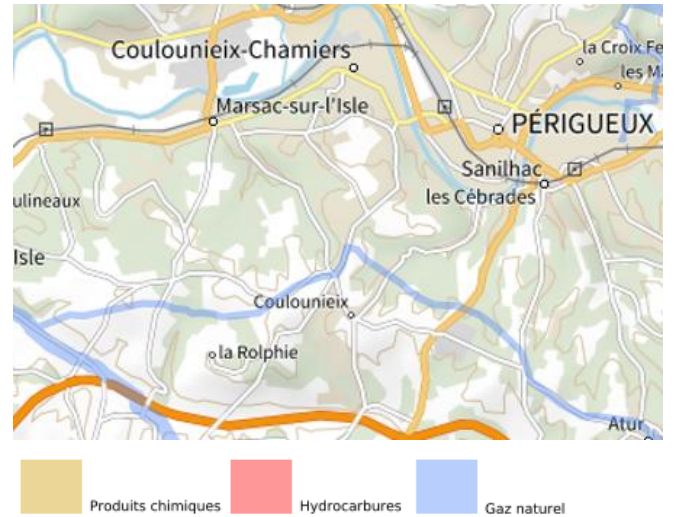 Coulounieix-Chamiers
la Croix Fe
les Ma
Marsac-sur-l'Isle
PÉRIGUEUX
Sanilhac
les Cébrades
ulineaux
Isle
Coulounieix
la Rolphie
Atur
Produits chimiques
Hydrocarbures
Gaz naturel